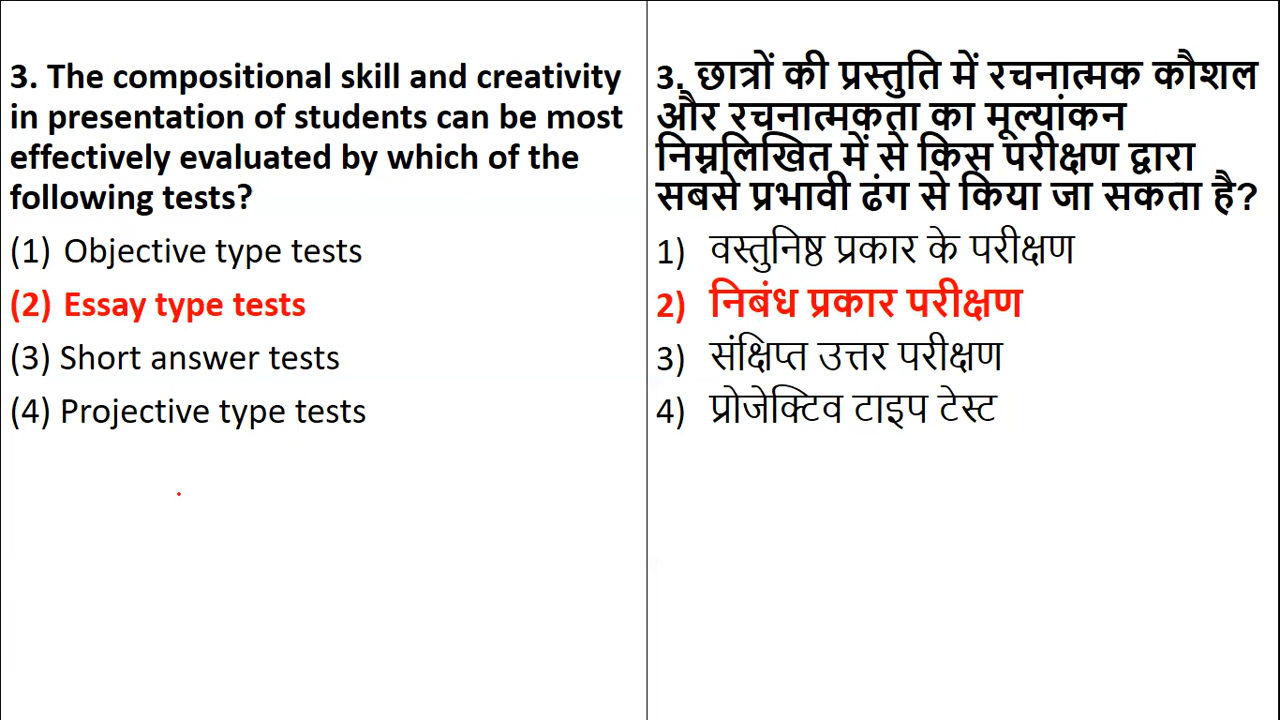 3. The compositional skill and creativity
in presentation of students can be most
effectively evaluated by which of the
following tests?
(1) Objective type tests
(2) Essay type tests
(3) Short answer tests
(4) Projective type tests
3. छात्रों की प्रस्तुति में रचनात्मक कौशल
और रचनात्मकता का मूल्यांकन
निम्नलिखित में से किस परीक्षण द्वारा
सबसे प्रभावी ढंग से किया जा सकता है?
1) वस्तुनिष्ठ प्रकार के परीक्षण
2) निबंध प्रकार परीक्षण
3) संक्षिप्त उत्तर परीक्षण
4) प्रोजेक्टिव टाइप टेस्ट